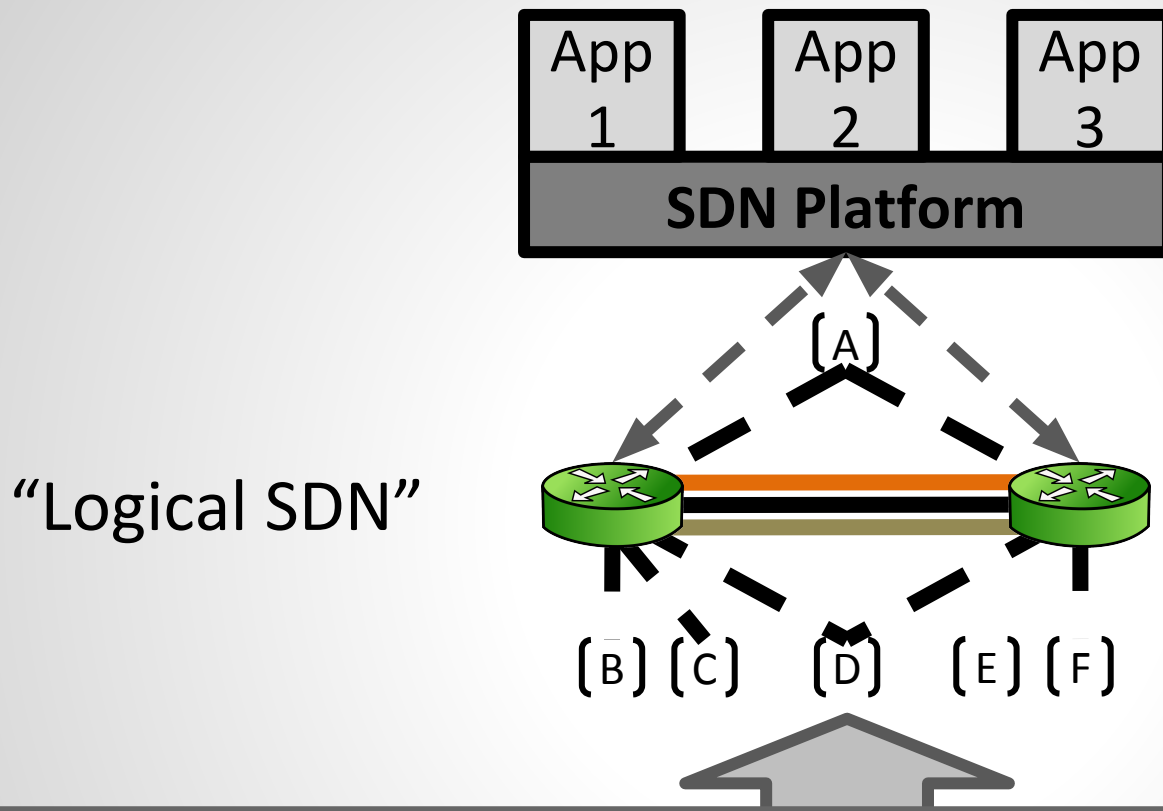 App
1
App
2
App
3
SDN Platform
[A]
“Logical SDN”
[B] [C] [D] [E] [F]